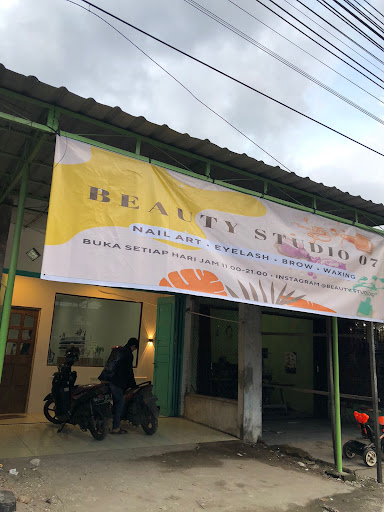 BEAUTY STUDIO 07
NAIL ART • EYELASH • BROW • WAXING
BUKA SETIAP HARI JAM 11.00-21.00 • INSTAGRAM